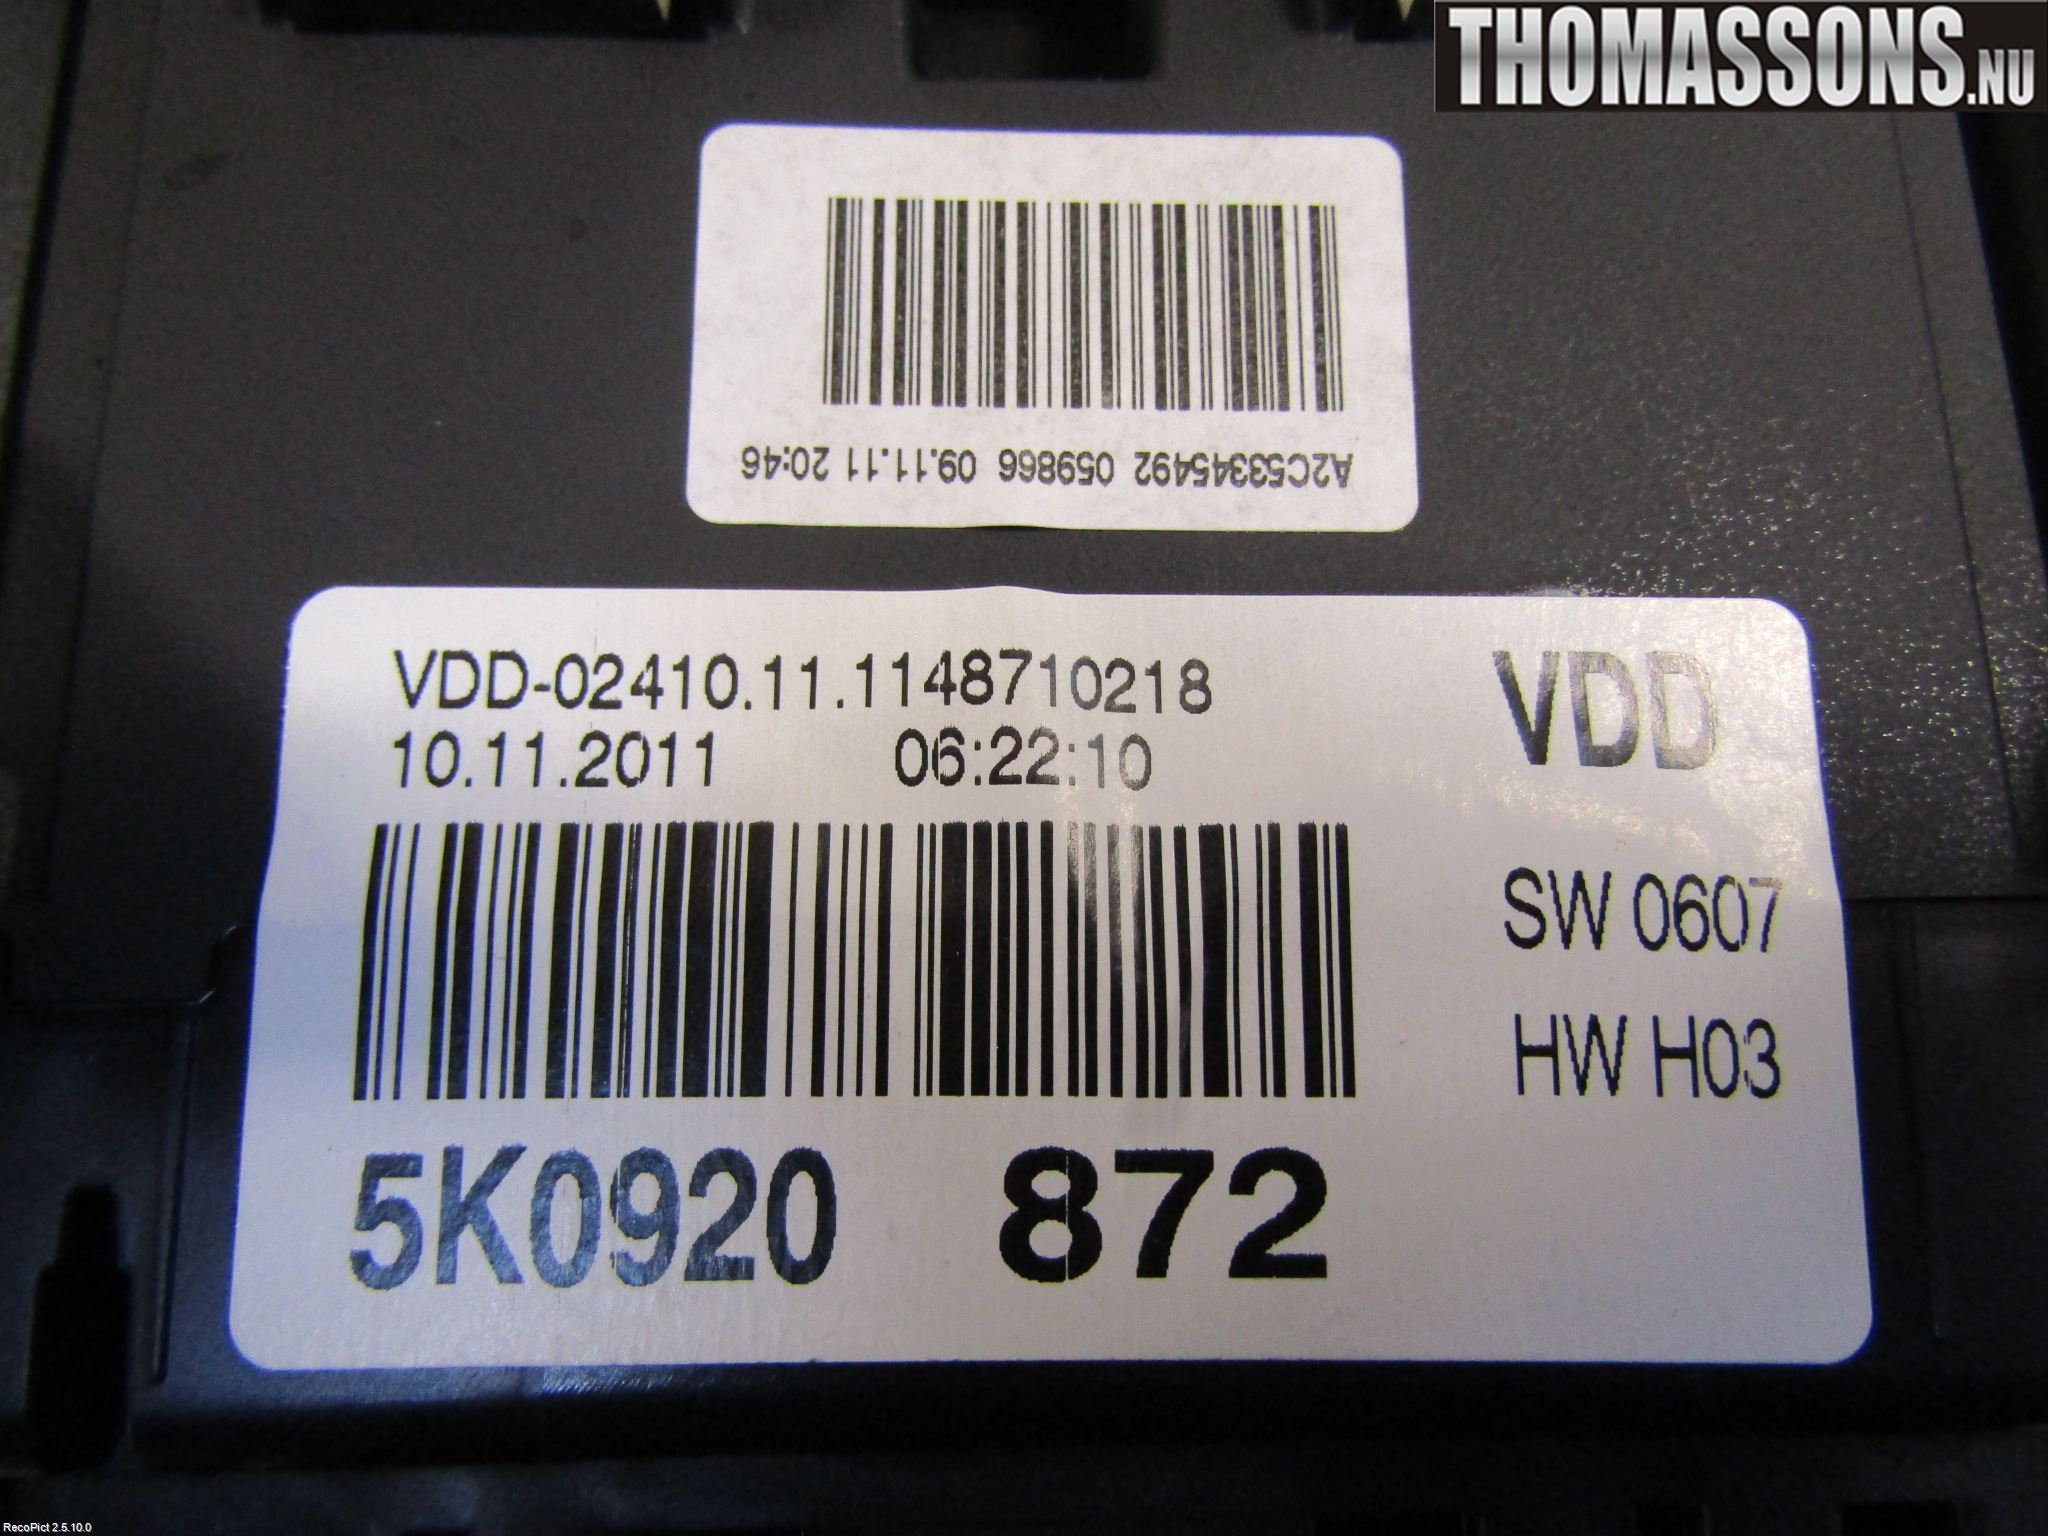 THOMASSONS.NU
A2C53345492 059866 09.11.11 20:46
VDD-02410.11.1148710218
10.11.2011 06:22:10
VDD
SW 0607
HW H03
5K0920 872
RecoPict 2.5.10.0